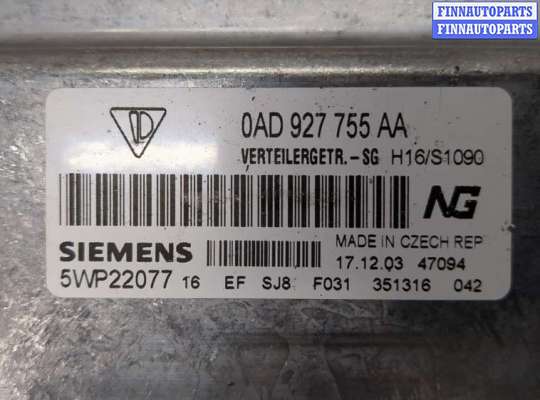 FINNAUTOPARTS
FINNAUTOPARTS
0AD 927 755 AA
VERTEILERGETR.-SG H16/S1090
NG
SIEMENS
MADE IN CZECH REP
17.12.03 47094
5WP22077 16 EF SJ8 F031 351316 042